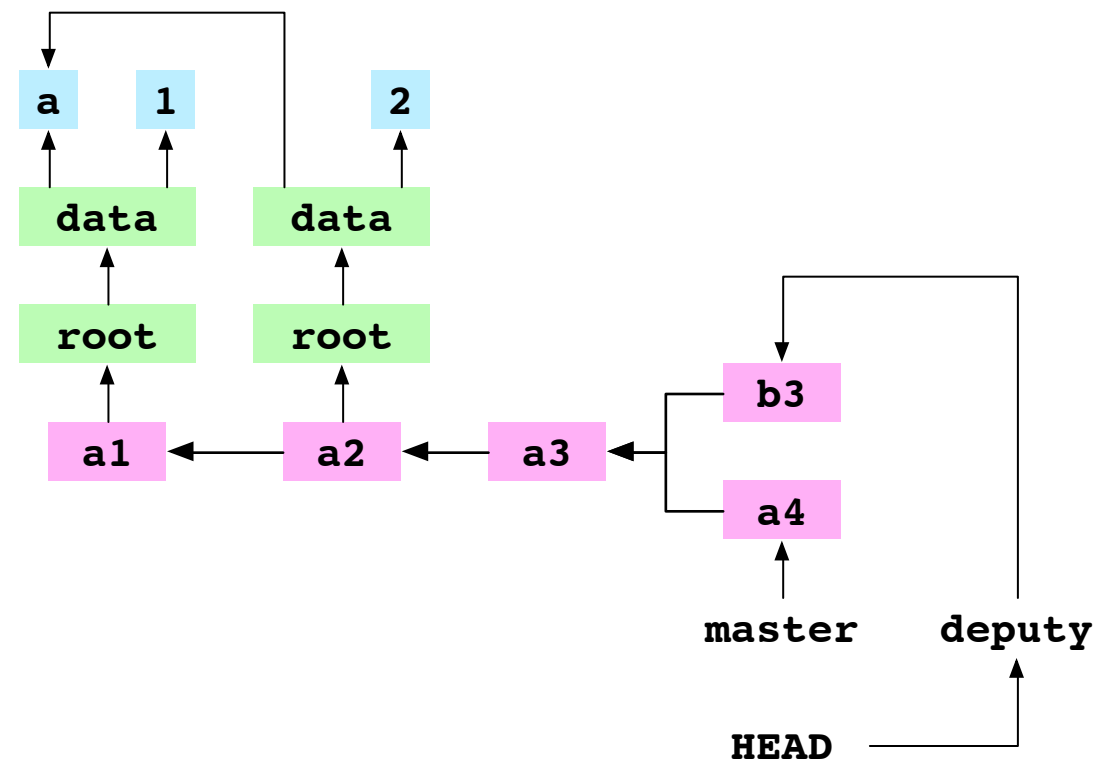 a 1 2
data data
root root
b3
a1 a2 a3
a4
master deputy
HEAD